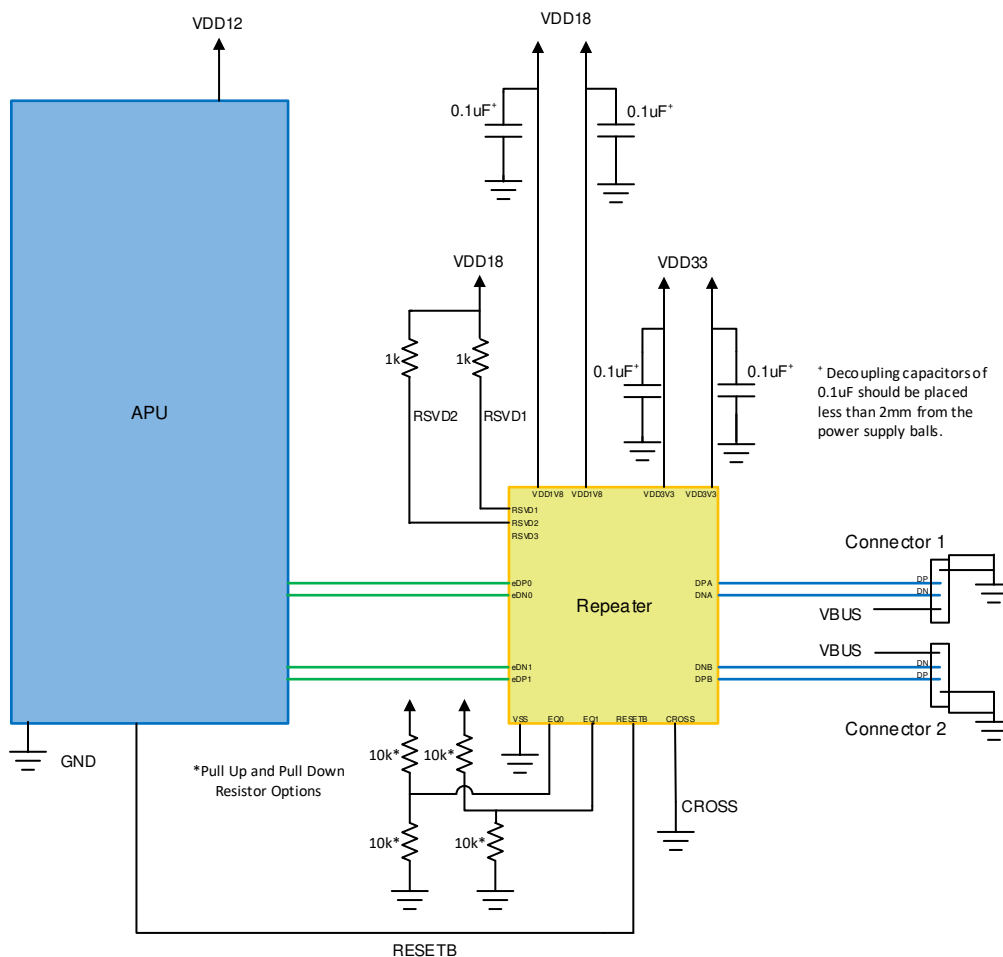 VDD12
VDD18
0.1uF⁺
0.1uF⁺
VDD18
VDD33
1k
1k
0.1uF⁺
0.1uF⁺
⁺ Decoupling capacitors of
0.1uF should be placed
less than 2mm from the
power supply balls.
APU
RSVD2
RSVD1
VDD1V8
VDD1V8
VDD3V3
VDD3V3
RSVD1
RSVD2
RSVD3
Connector 1
eDP0
eDN0
Repeater
DPA
DNA
DP
DN
VBUS
VBUS
eDN1
eDP1
DNB
DPB
DN
DP
VSS
EQ0
EQ1
RESETB
CROSS
Connector 2
GND
*Pull Up and Pull Down
Resistor Options
10k*
10k*
CROSS
10k*
10k*
RESETB